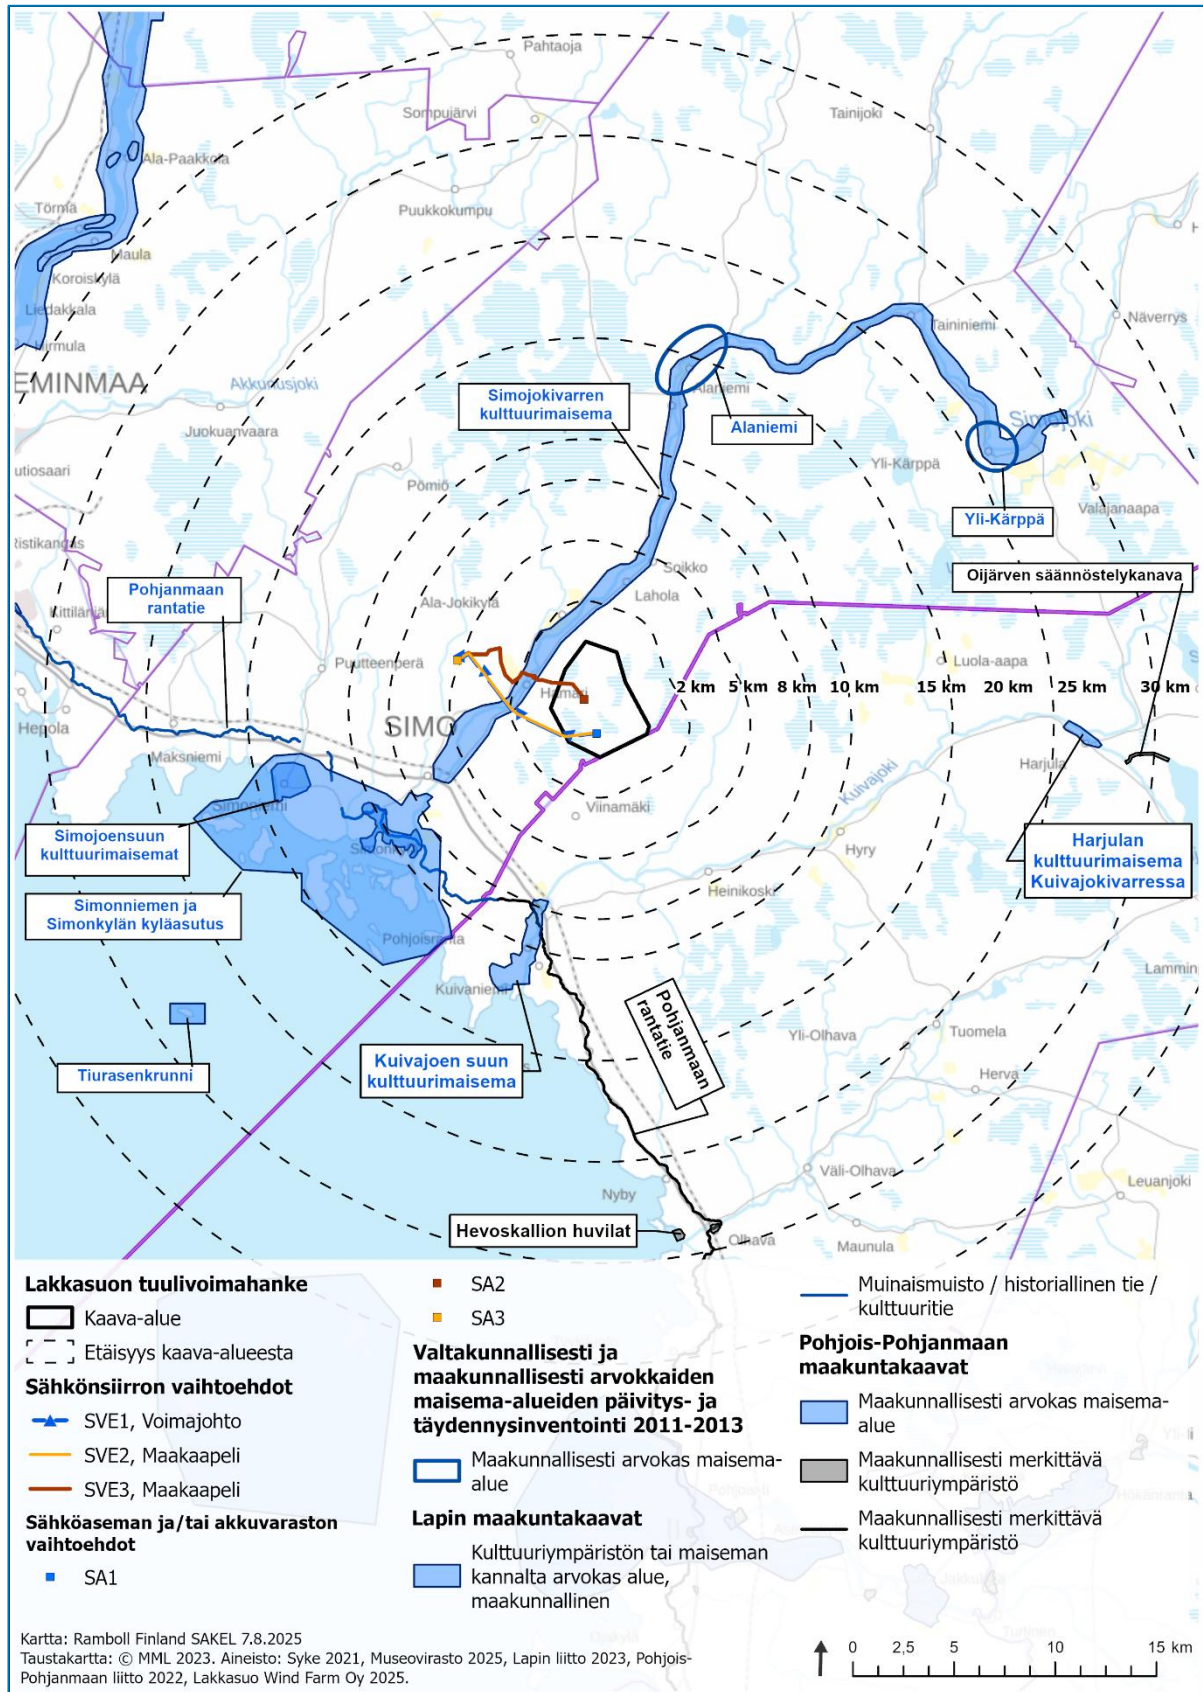 Pahtaoja
Sompujärvi
Tainijoki
Ala-Paakkola
Puukkokumpu
Törmä
Maula
Koroiskylä
Liedakkala
Hirmula
EMINMAA
Akkunusjoki
Juokuanvaara
Simojokivarren
kulttuurimaisema
Alaniemi
Alaniemi
Taininiemi
Näverrys
Simojoki
Yli-Kärppä
Yli-Kärppä
Valajanaapa
utiosaari
Pömiö
Ristikangas
Oijärven säännöstelykanava
Pohjanmaan
rantatie
Kittilänjär
Soikko
Lahola
Ala-Jokikylä
Puutteenperä
Hamari
Luola-aapa
2 km
5 km
8 km
10 km
15 km
20 km
25 km
30 km
Hepola
SIMO
Maksniemi
Harjula
Kuivajoki
Viinamäki
Simoniemi
Simojoensuun
kulttuurimaisemat
Hyry
Harjulan
kulttuurimaisema
Kuivajokivarressa
Heinikoski
Simonniemen ja
Simonkylän kyläasutus
Pohjoisranta
Kuivaniemi
Lammin
Pohjanmaan
rantatie
Yli-Olhava
Tuomela
Tiurasenkrunni
Kuivajoen suun
kulttuurimaisema
Herva
Väli-Olhava
Leuanjoki
Nyby
Hevoskallion huvilat
Olhava
Maunula
Lakkasuon tuulivoimahanke
Kaava-alue
Etäisyys kaava-alueesta
Sähkönsiirron vaihtoehdot
SVE1, Voimajohto
SVE2, Maakaapeli
SVE3, Maakaapeli
Sähköaseman ja/tai akkuvaraston
vaihtoehdot
SA1
SA2
SA3
Valtakunnallisesti ja
maakunnallisesti arvokkaiden
maisema-alueiden päivitys- ja
täydennysinventointi 2011-2013
Maakunnallisesti arvokas maisema-
alue
Lapin maakuntakaavat
Kulttuuriympäristön tai maiseman
kannalta arvokas alue,
maakunnallinen
Muinaismuisto / historiallinen tie /
kulttuuritie
Pohjois-Pohjanmaan
maakuntakaavat
Maakunnallisesti arvokas maisema-
alue
Maakunnallisesti merkittävä
kulttuuriympäristö
Maakunnallisesti merkittävä
kulttuuriympäristö
Kartta: Ramboll Finland SAKEL 7.8.2025
Taustakartta: © MML 2023. Aineisto: Syke 2021, Museovirasto 2025, Lapin liitto 2023, Pohjois-
Pohjanmaan liitto 2022, Lakkasuo Wind Farm Oy 2025.
0 2,5 5 10 15 km